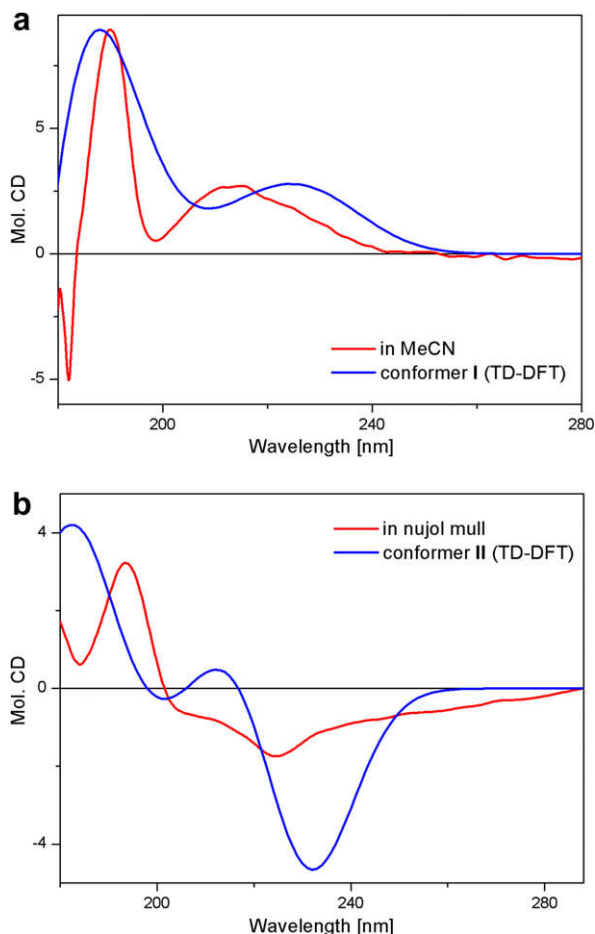 a
5
0
-5
Mol. CD
in MeCN
conformer I (TD-DFT)
200
240
280
Wavelength [nm]
b
4
0
-4
Mol. CD
in nujol mull
conformer II (TD-DFT)
200
240
280
Wavelength [nm]